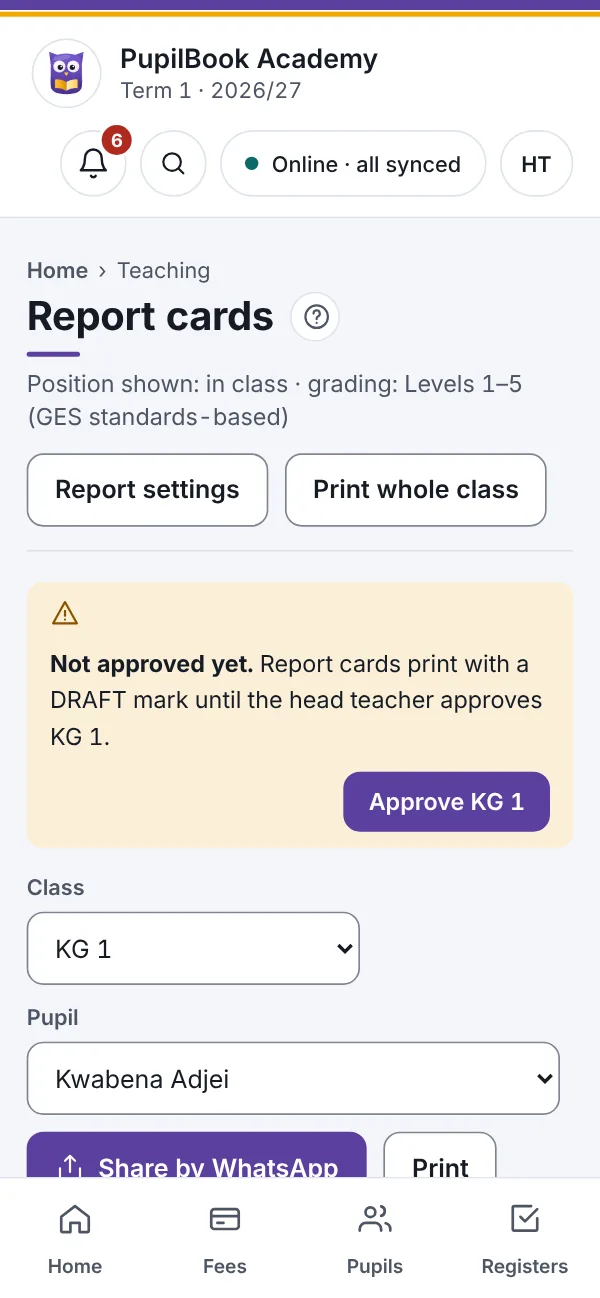 PupilBook Academy
Term 1 · 2026/27
6
Online · all synced
HT
Home › Teaching
Report cards
Position shown: in class · grading: Levels 1–5
(GES standards-based)
Report settings
Print whole class
Not approved yet. Report cards print with a
DRAFT mark until the head teacher approves
KG 1.
Approve KG 1
Class
KG 1
Pupil
Kwabena Adjei
Share by WhatsApp
Print
Home
Fees
Pupils
Registers